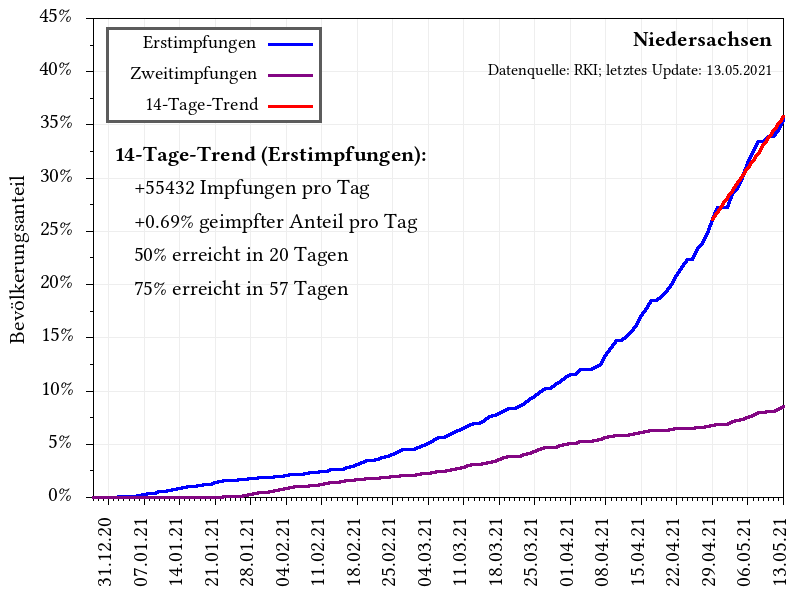 45%
40%
35%
30%
25%
20%
15%
10%
5%
0%
Bevölkerungsanteil
Erstimpfungen
Zweitimpfungen
14-Tage-Trend
Niedersachsen
Datenquelle: RKI; letztes Update: 13.05.2021
14-Tage-Trend (Erstimpfungen):
+55432 Impfungen pro Tag
+0.69% geimpfter Anteil pro Tag
50% erreicht in 20 Tagen
75% erreicht in 57 Tagen
31.12.20
07.01.21
14.01.21
21.01.21
28.01.21
04.02.21
11.02.21
18.02.21
25.02.21
04.03.21
11.03.21
18.03.21
25.03.21
01.04.21
08.04.21
15.04.21
22.04.21
29.04.21
06.05.21
13.05.21